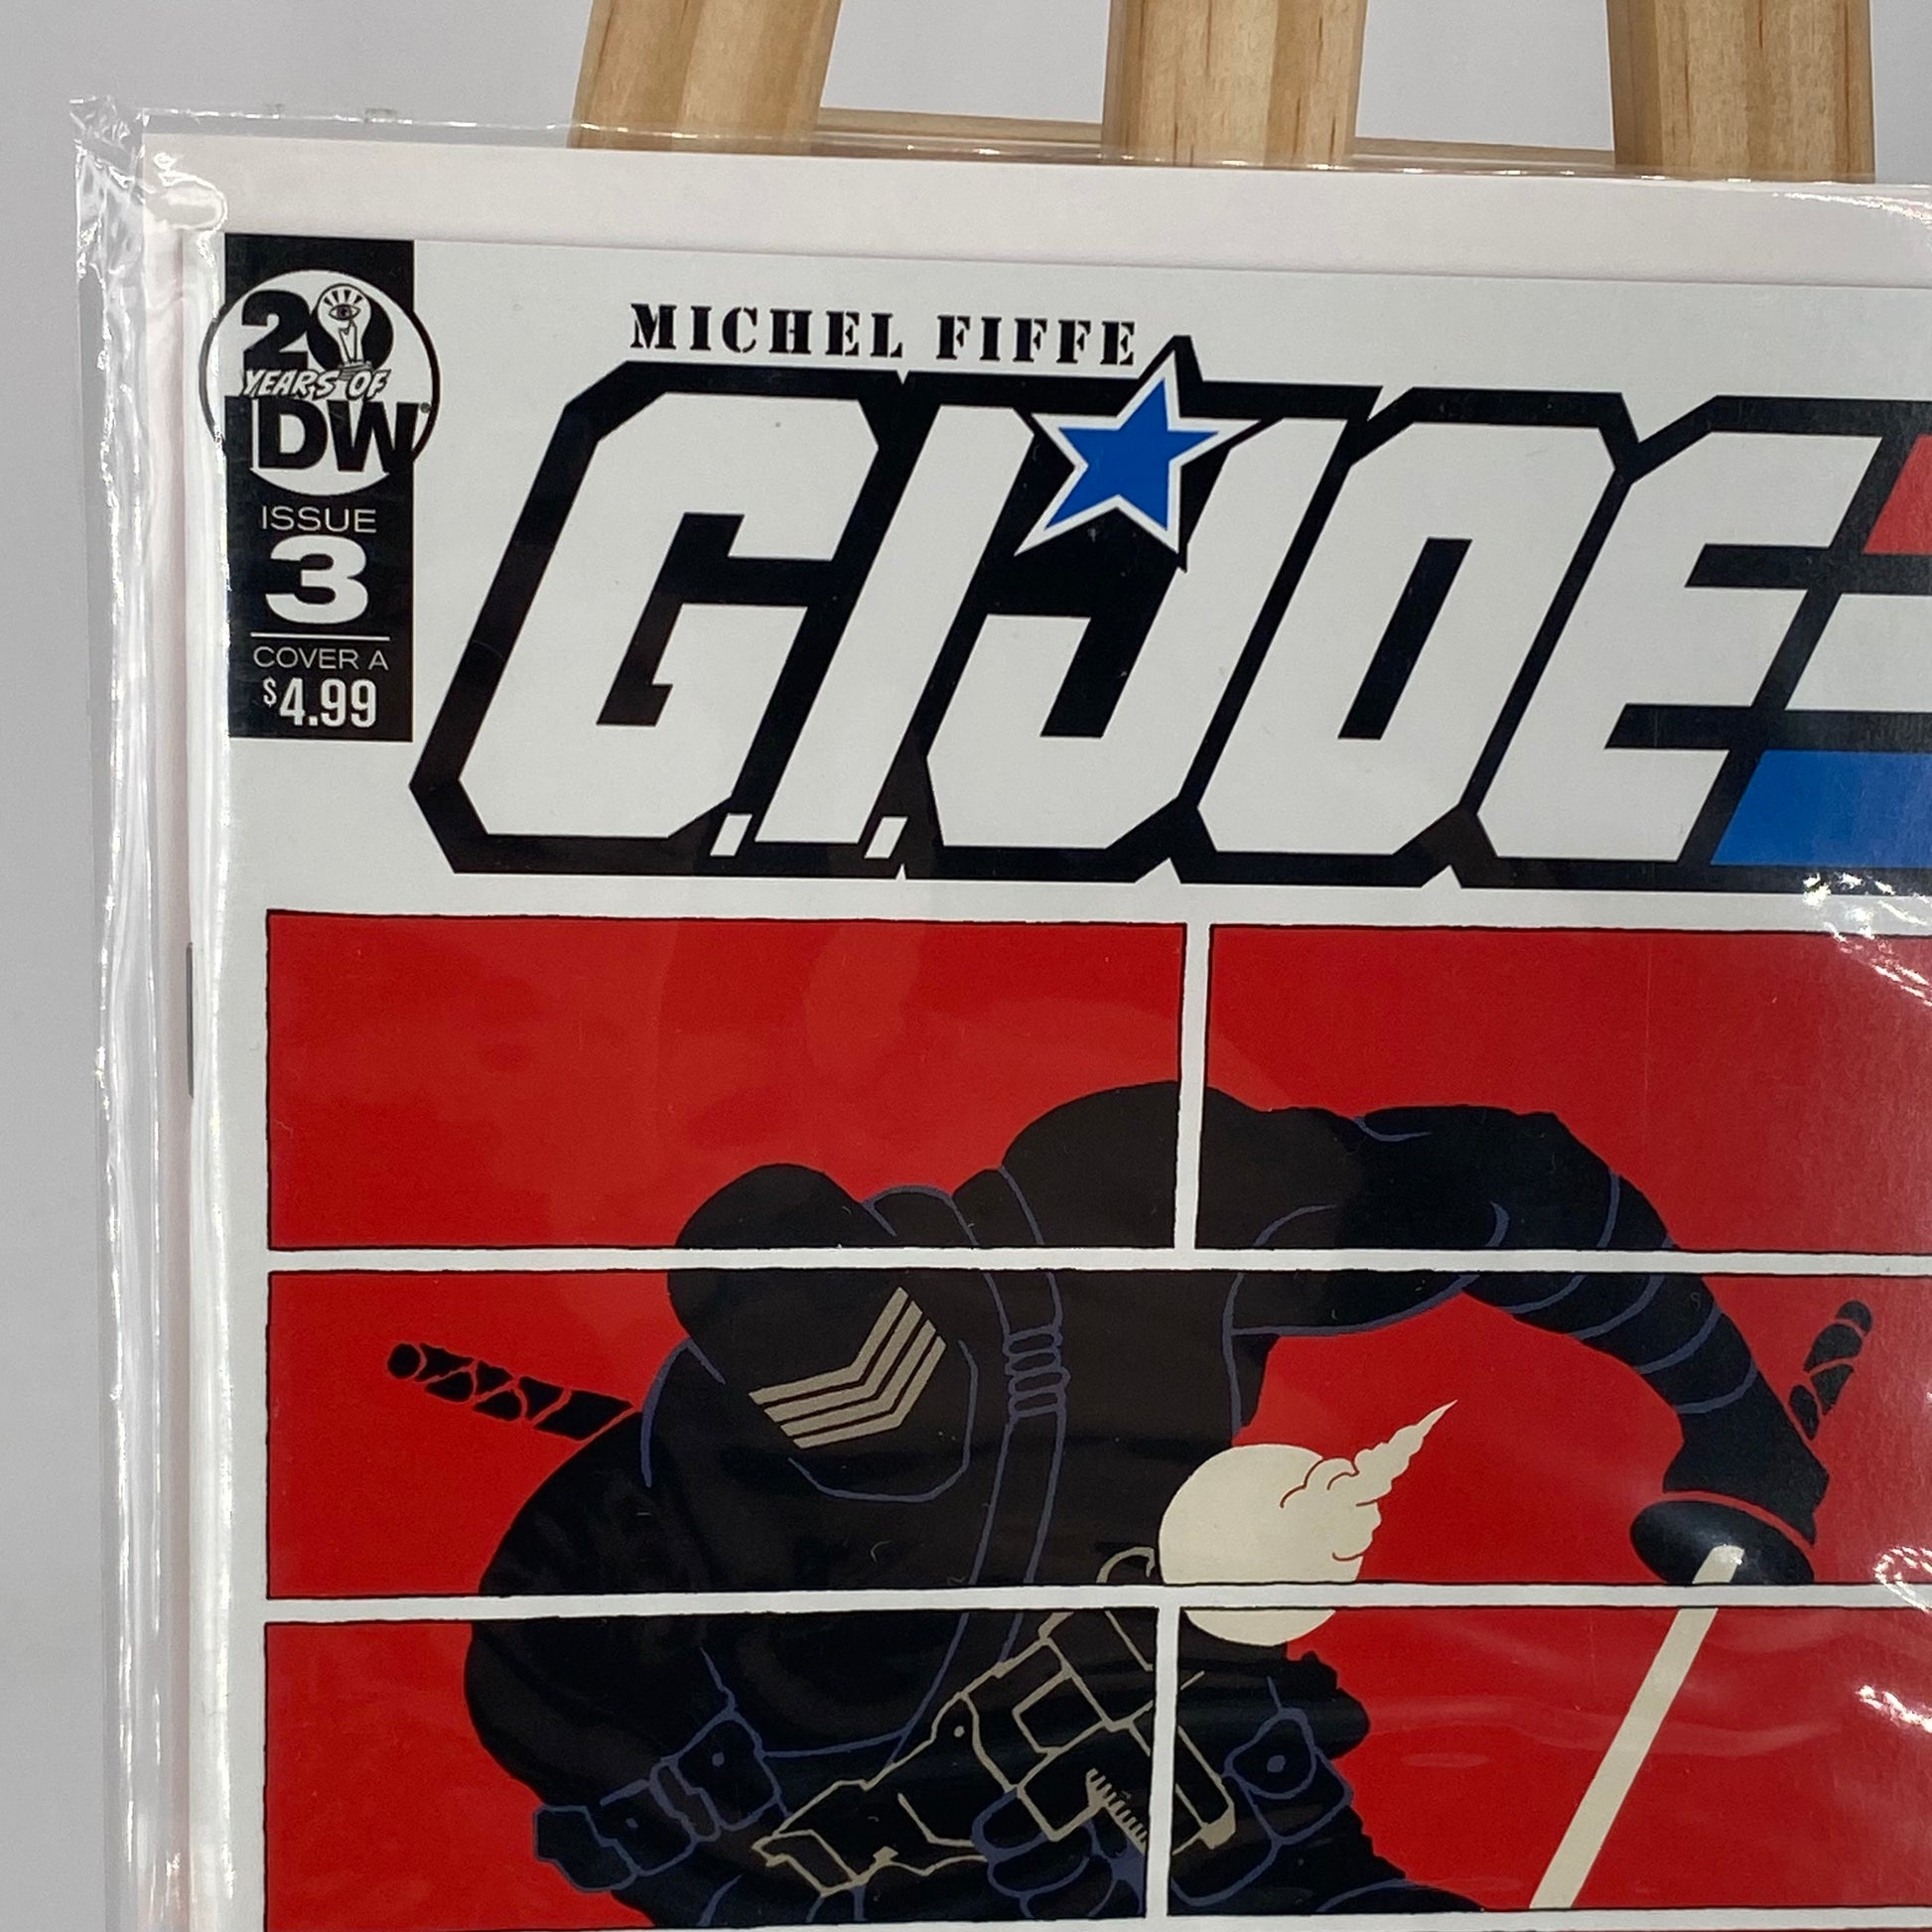 20
YEARS OF
IDW
ISSUE
3
COVER A
$4.99
MICHEL FIFFE
G.I.JOE